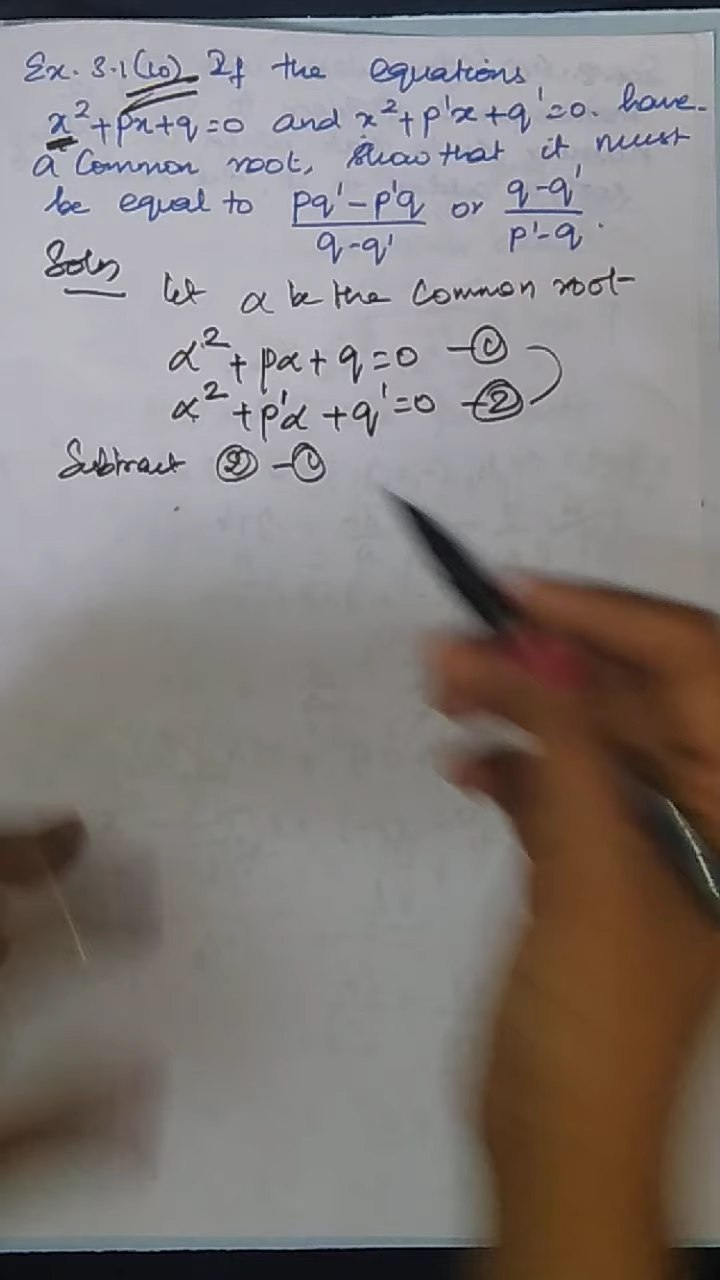 Ex. 3.1(10) If the equations
x² + px + q = 0 and x² + p'x + q' = 0. have
a Common root, show that it must
be equal to (pq' - p'q)/(q - q') or (q - q')/(p' - q).
Soln
Let α be the common root
α² + pα + q = 0 —①
α² + p'α + q' = 0 —②
Subtract ② - ①